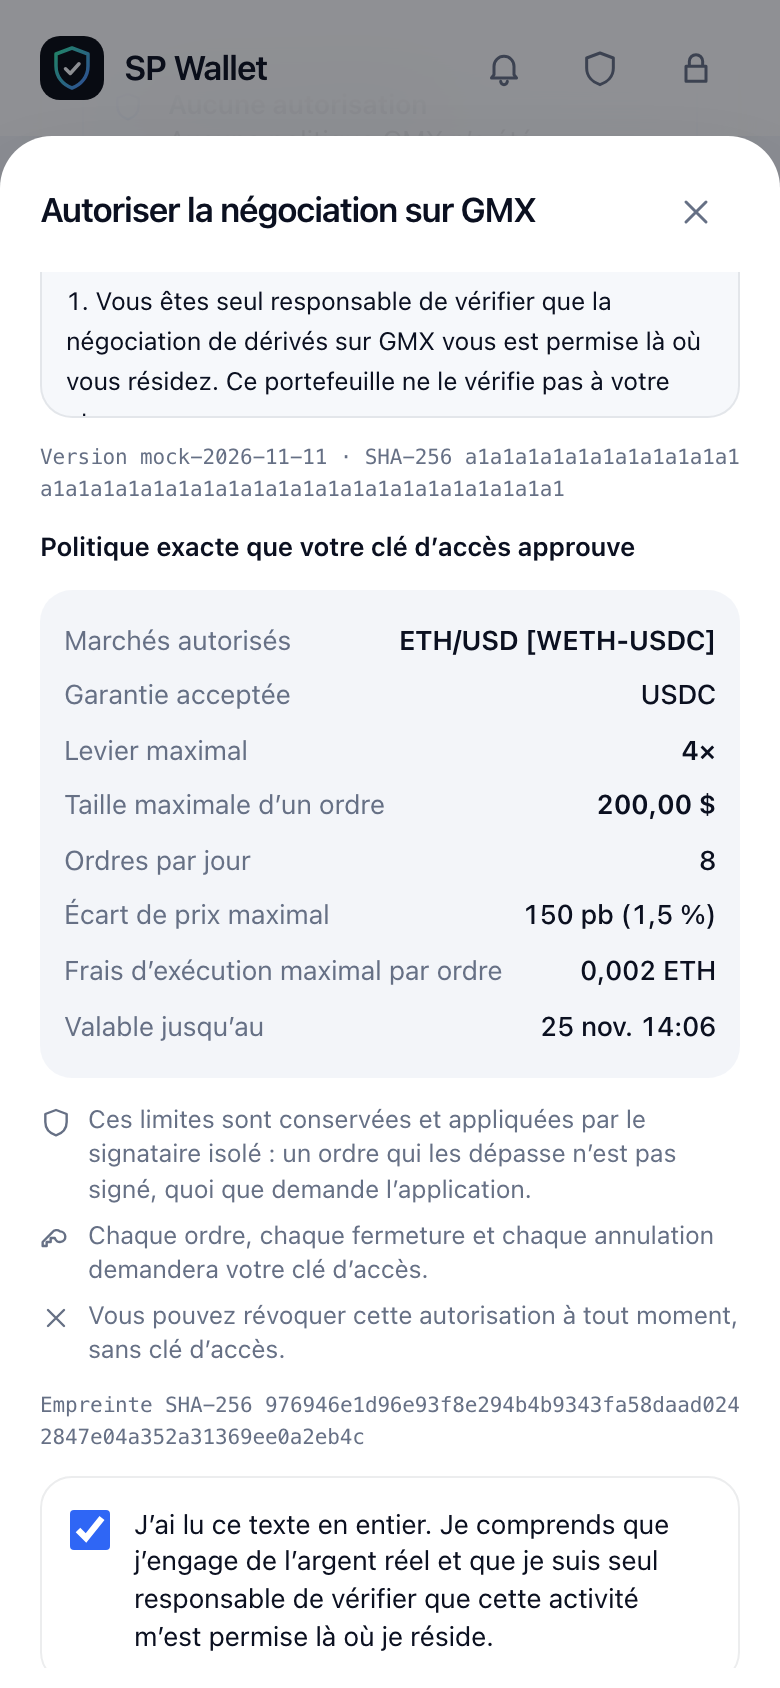 SP Wallet
Aucune autorisation
Autoriser la négociation sur GMX
1. Vous êtes seul responsable de vérifier que la
négociation de dérivés sur GMX vous est permise là où
vous résidez. Ce portefeuille ne le vérifie pas à votre
Version mock-2026-11-11 · SHA-256 a1a1a1a1a1a1a1a1a1a1a1
a1a1a1a1a1a1a1a1a1a1a1a1a1a1a1a1a1a1a1a1a1
Politique exacte que votre clé d’accès approuve
Marchés autorisés ETH/USD [WETH-USDC]
Garantie acceptée USDC
Levier maximal 4×
Taille maximale d’un ordre 200,00 $
Ordres par jour 8
Écart de prix maximal 150 pb (1,5 %)
Frais d’exécution maximal par ordre 0,002 ETH
Valable jusqu’au 25 nov. 14:06
Ces limites sont conservées et appliquées par le
signataire isolé : un ordre qui les dépasse n’est pas
signé, quoi que demande l’application.
Chaque ordre, chaque fermeture et chaque annulation
demandera votre clé d’accès.
Vous pouvez révoquer cette autorisation à tout moment,
sans clé d’accès.
Empreinte SHA-256 976946e1d96e93f8e294b4b9343fa58daad024
2847e04a352a31369ee0a2eb4c
J’ai lu ce texte en entier. Je comprends que
j’engage de l’argent réel et que je suis seul
responsable de vérifier que cette activité
m’est permise là où je réside.